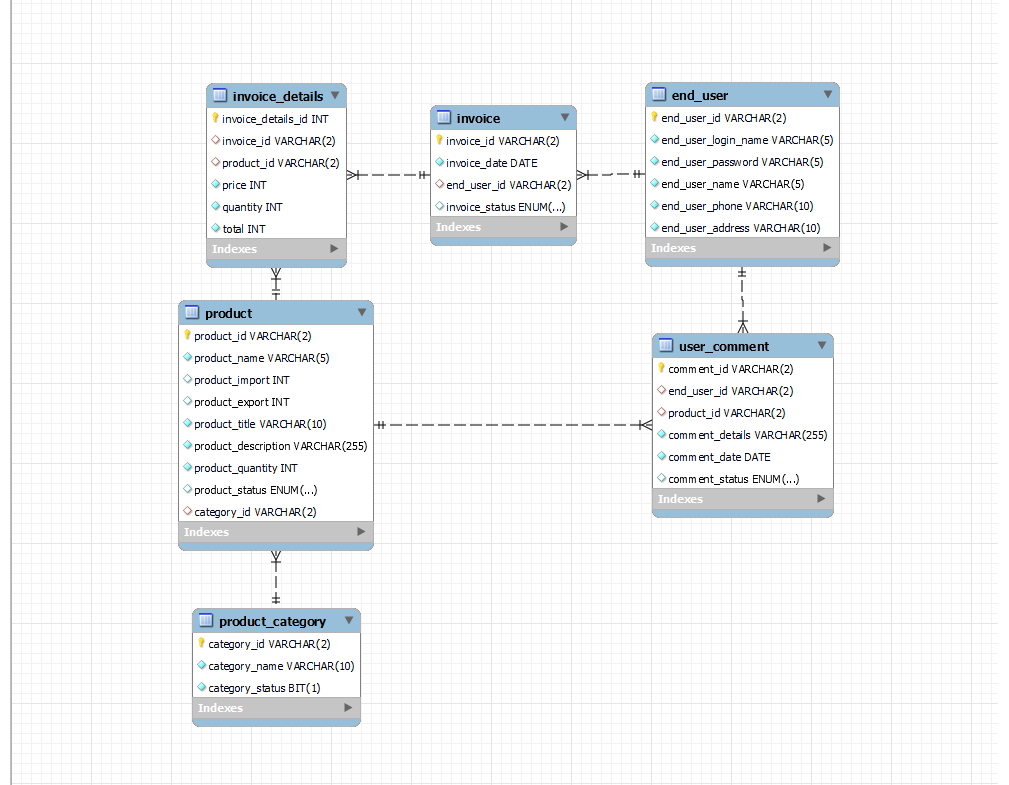 invoice_details
invoice_details_id INT
invoice_id VARCHAR(2)
product_id VARCHAR(2)
price INT
quantity INT
total INT
Indexes
invoice
invoice_id VARCHAR(2)
invoice_date DATE
end_user_id VARCHAR(2)
invoice_status ENUM(...)
Indexes
end_user
end_user_id VARCHAR(2)
end_user_login_name VARCHAR(5)
end_user_password VARCHAR(5)
end_user_name VARCHAR(5)
end_user_phone VARCHAR(10)
end_user_address VARCHAR(10)
Indexes
product
product_id VARCHAR(2)
product_name VARCHAR(5)
product_import INT
product_export INT
product_title VARCHAR(10)
product_description VARCHAR(255)
product_quantity INT
product_status ENUM(...)
category_id VARCHAR(2)
Indexes
user_comment
comment_id VARCHAR(2)
end_user_id VARCHAR(2)
product_id VARCHAR(2)
comment_details VARCHAR(255)
comment_date DATE
comment_status ENUM(...)
Indexes
product_category
category_id VARCHAR(2)
category_name VARCHAR(10)
category_status BIT(1)
Indexes